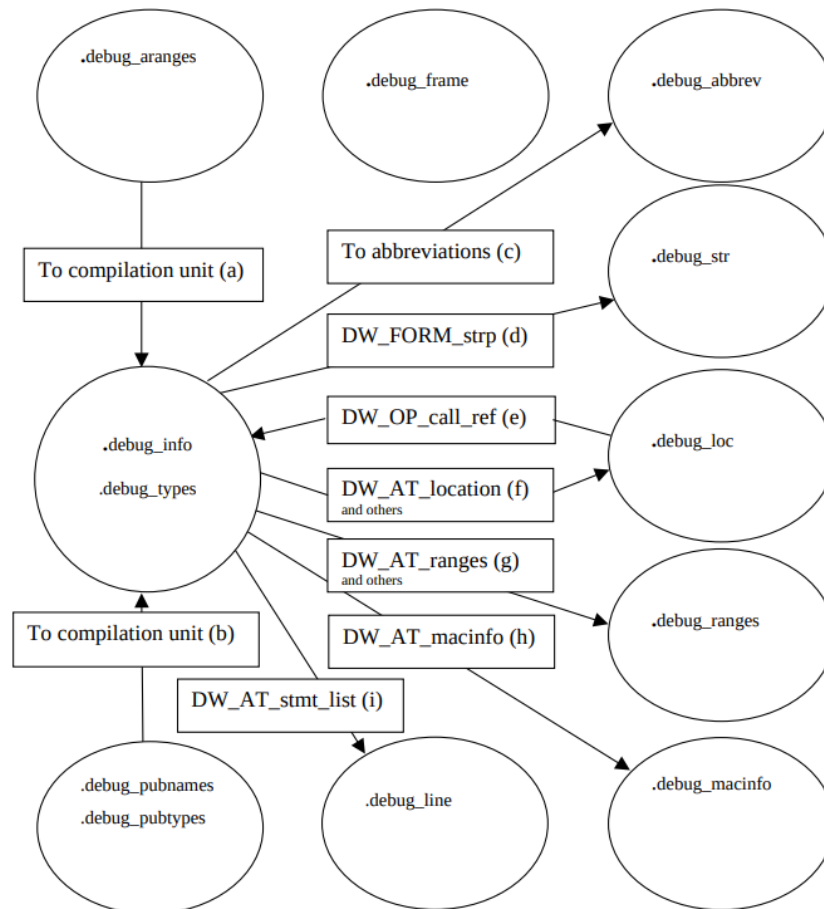 .debug_aranges
.debug_frame
.debug_abbrev
To compilation unit (a)
To abbreviations (c)
.debug_str
DW_FORM_strp (d)
DW_OP_call_ref (e)
.debug_info
.debug_types
.debug_loc
DW_AT_location (f)
and others
DW_AT_ranges (g)
and others
.debug_ranges
To compilation unit (b)
DW_AT_macinfo (h)
DW_AT_stmt_list (i)
.debug_pubnames
.debug_pubtypes
.debug_line
.debug_macinfo